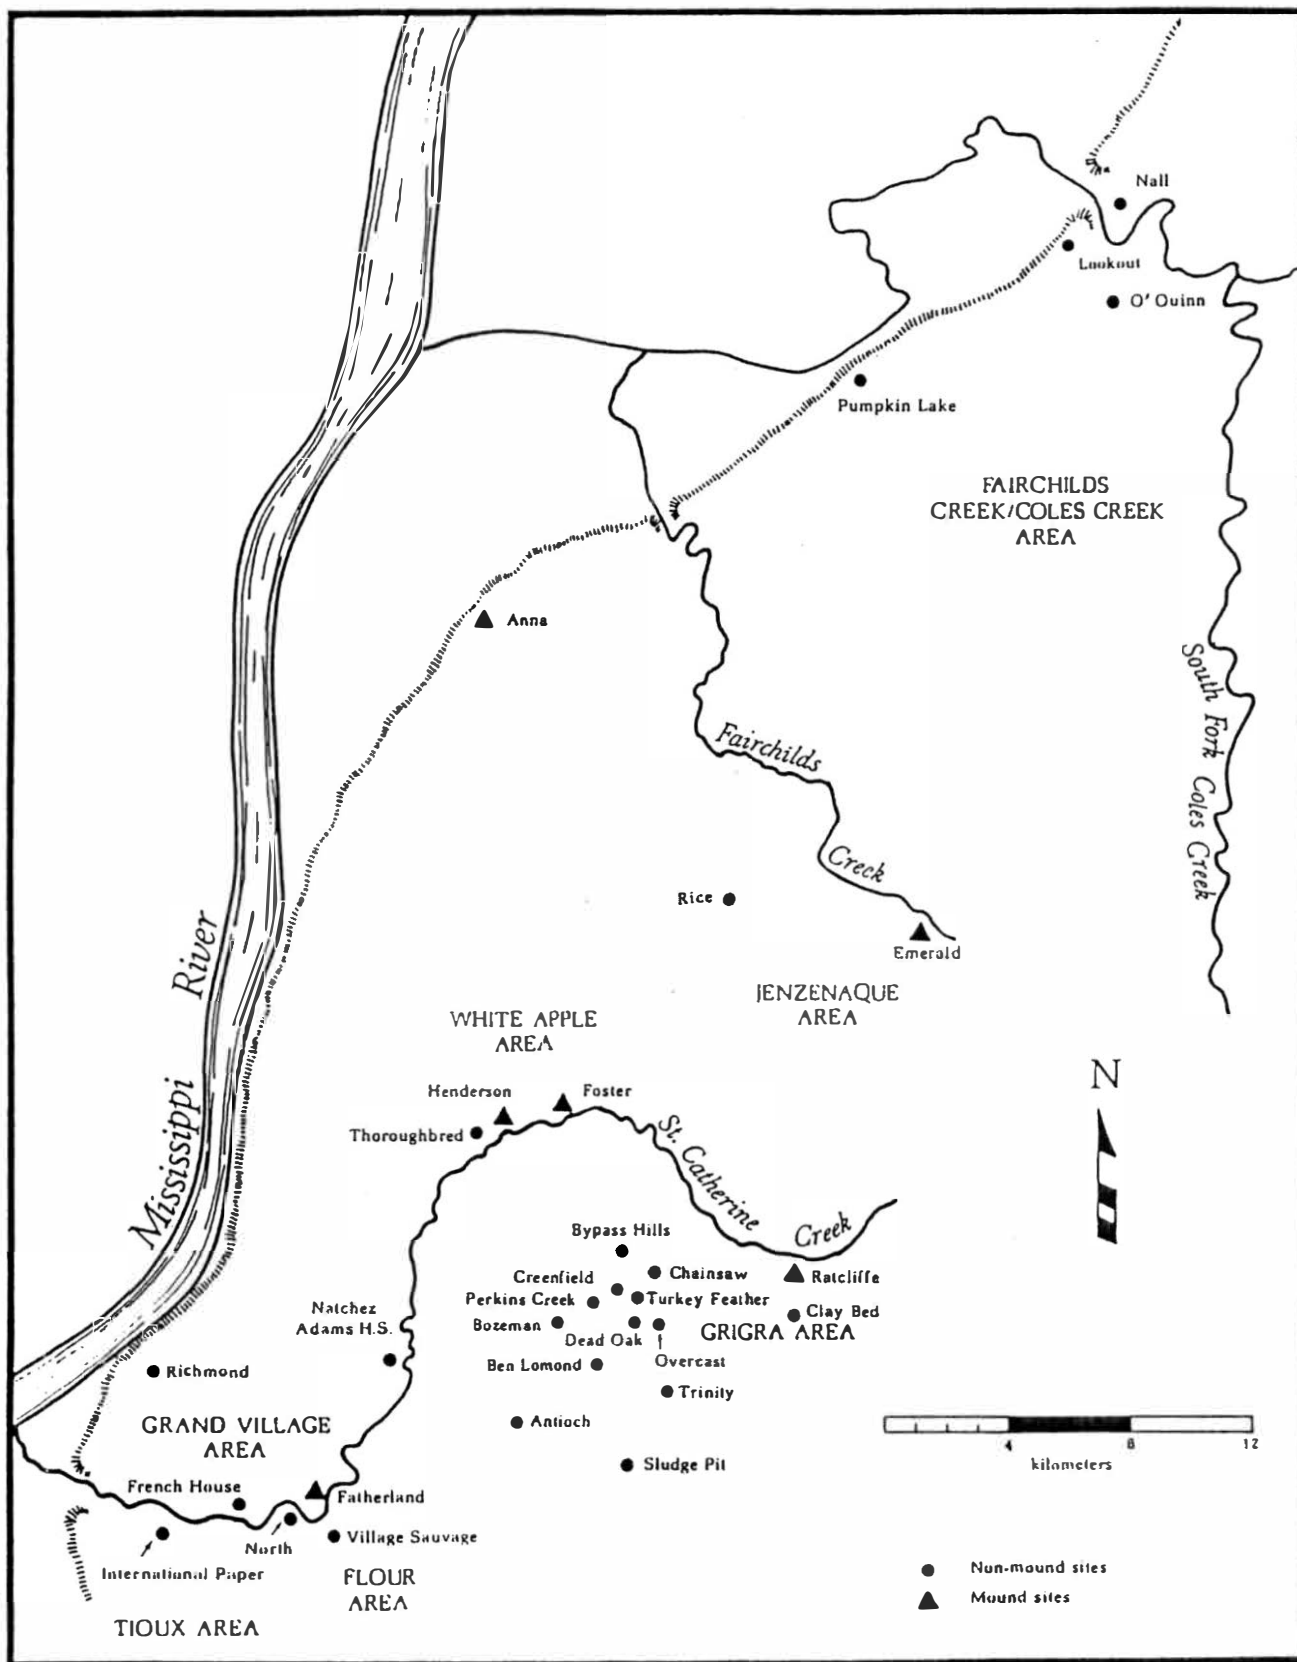 Nall
Lookout
O' Quinn
Pumpkin Lake
FAIRCHILDS
CREEK/COLES CREEK
AREA
Anna
South Fork Coles Creek
Fairchilds
Creek
Rice
Emerald
River
JENZENAQUE
AREA
WHITE APPLE
AREA
N
Henderson
Foster
Thoroughbred
Mississippi
St. Catherine
Creek
Bypass Hills
Chainsaw
Ratcliffe
Greenfield
Perkins Creek
Turkey Feather
Natchez
Adams H.S.
Bozeman
Clay Bed
Dead Oak
GRIGRA AREA
Ben Lomond
Overcast
Richmond
Trinity
Antioch
GRAND VILLAGE
AREA
4 8 12
kilometers
Sludge Pit
French House
Fatherland
North
Village Sauvage
International Paper
FLOUR
AREA
Non-mound sites
Mound sites
TIOUX AREA